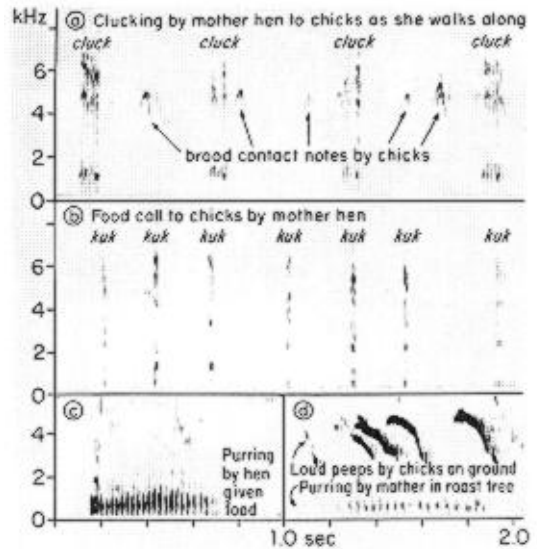 kHz
ⓐ Clucking by mother hen to chicks as she walks along
cluck cluck cluck cluck
6
4
brood contact notes by chicks
2
0
ⓑ Food call to chicks by mother hen
kuk kuk kuk kuk kuk kuk kuk
6
4
2
0
ⓒ ⓓ
4
Purring
by hen
given
load
Loud peeps by chicks on ground
Purring by mother in roost tree
2
0
1.0 sec 2.0